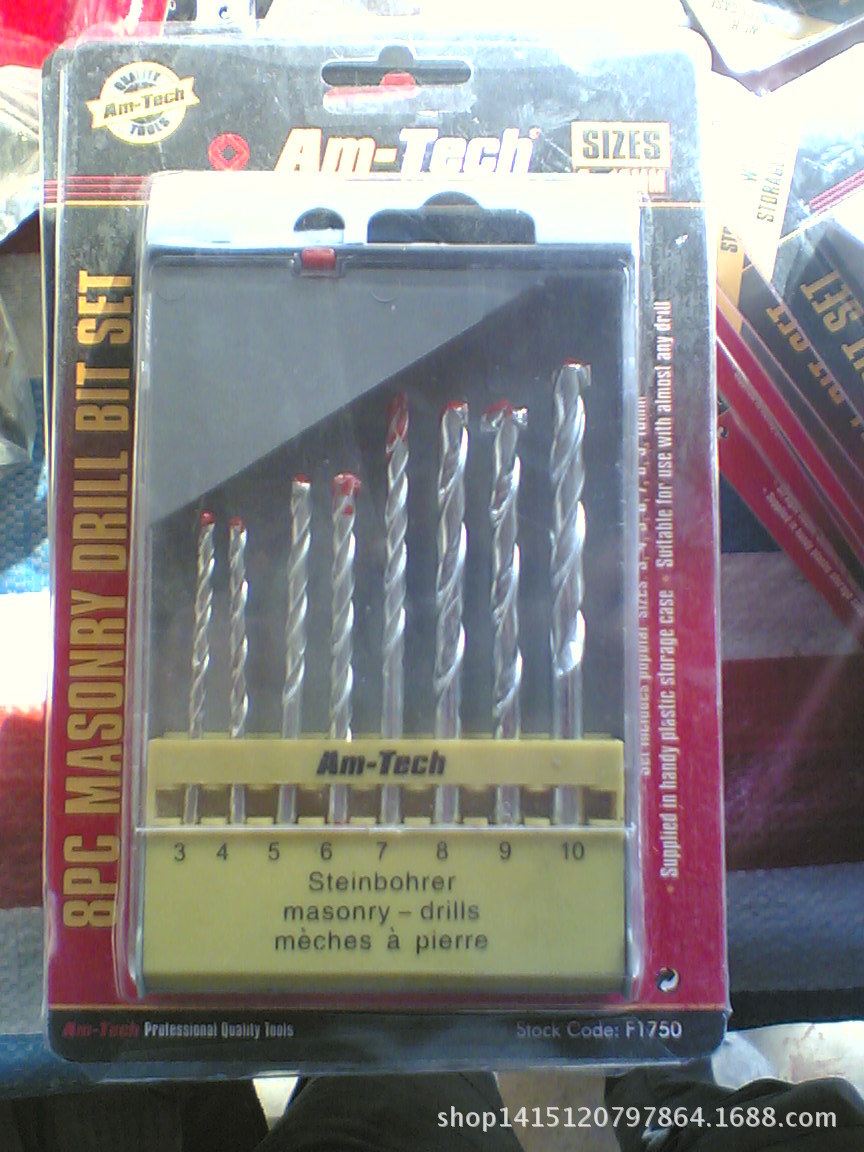 QUALITY
Am-Tech
TOOLS
Am-Tech
SIZES
8PC MASONRY DRILL BIT SET
Suitable for use with almost any drill
• Supplied in handy plastic storage case •
Am-Tech
3 4 5 6 7 8 9 10
Steinbohrer
masonry – drills
mèches à pierre
Am-Tech Professional Quality Tools
Stock Code: F1750
BIT SET
shop1415120797864.1688.com